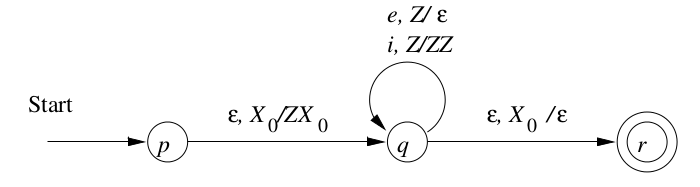 e, Z/ ε
i, Z/ZZ
Start
ε, X₀/ZX₀
ε, X₀ /ε
p
q
r